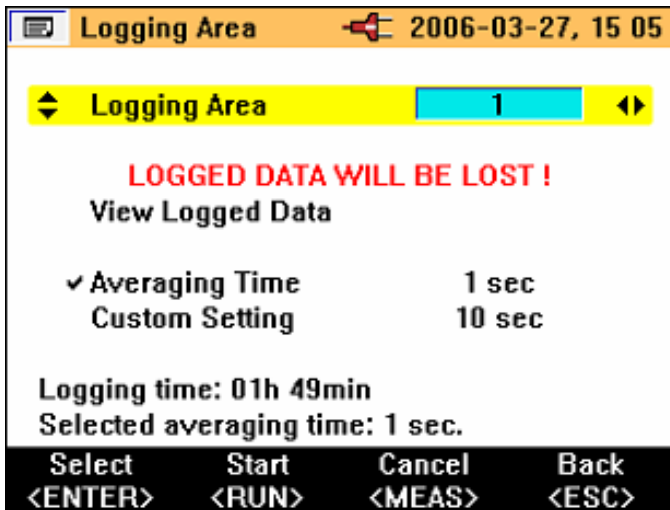 Logging Area 2006-03-27, 15 05
Logging Area 1
LOGGED DATA WILL BE LOST !
View Logged Data
✓ Averaging Time 1 sec
Custom Setting 10 sec
Logging time: 01h 49min
Selected averaging time: 1 sec.
Select Start Cancel Back
<ENTER> <RUN> <MEAS> <ESC>